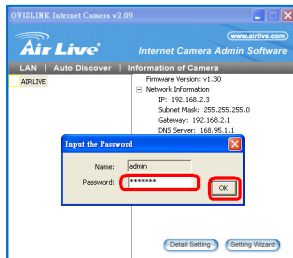 OVISLINK Internet Camera v2.09
www.airlive.com
Air Live
Internet Camera Admin Software
LAN | Auto Discover | Information of Camera
AIRLIVE
Firmware Version: v1.30
Network Information
IP: 192.168.2.3
Subnet Mask: 255.255.255.0
Gateway: 192.168.2.1
DNS Server: 168.95.1.1
Input the Password
Name: admin
Password: *******
OK
Detail Setting
Setting Wizard